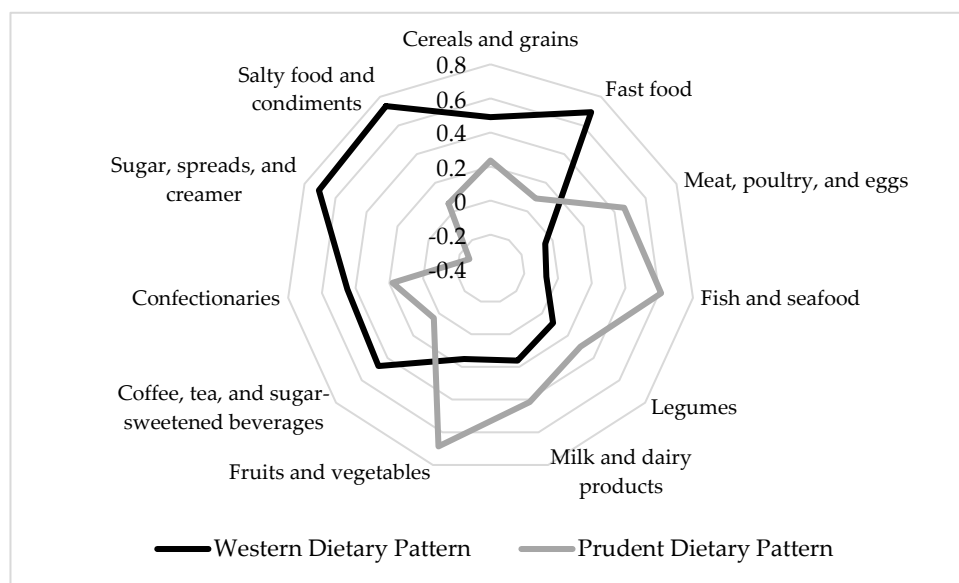 Cereals and grains
0.8
0.6
0.4
0.2
0
-0.2
-0.4
Fast food
Meat, poultry, and eggs
Fish and seafood
Legumes
Milk and dairy
products
Fruits and vegetables
Coffee, tea, and sugar-
sweetened beverages
Confectionaries
Sugar, spreads, and
creamer
Salty food and
condiments
Western Dietary Pattern
Prudent Dietary Pattern